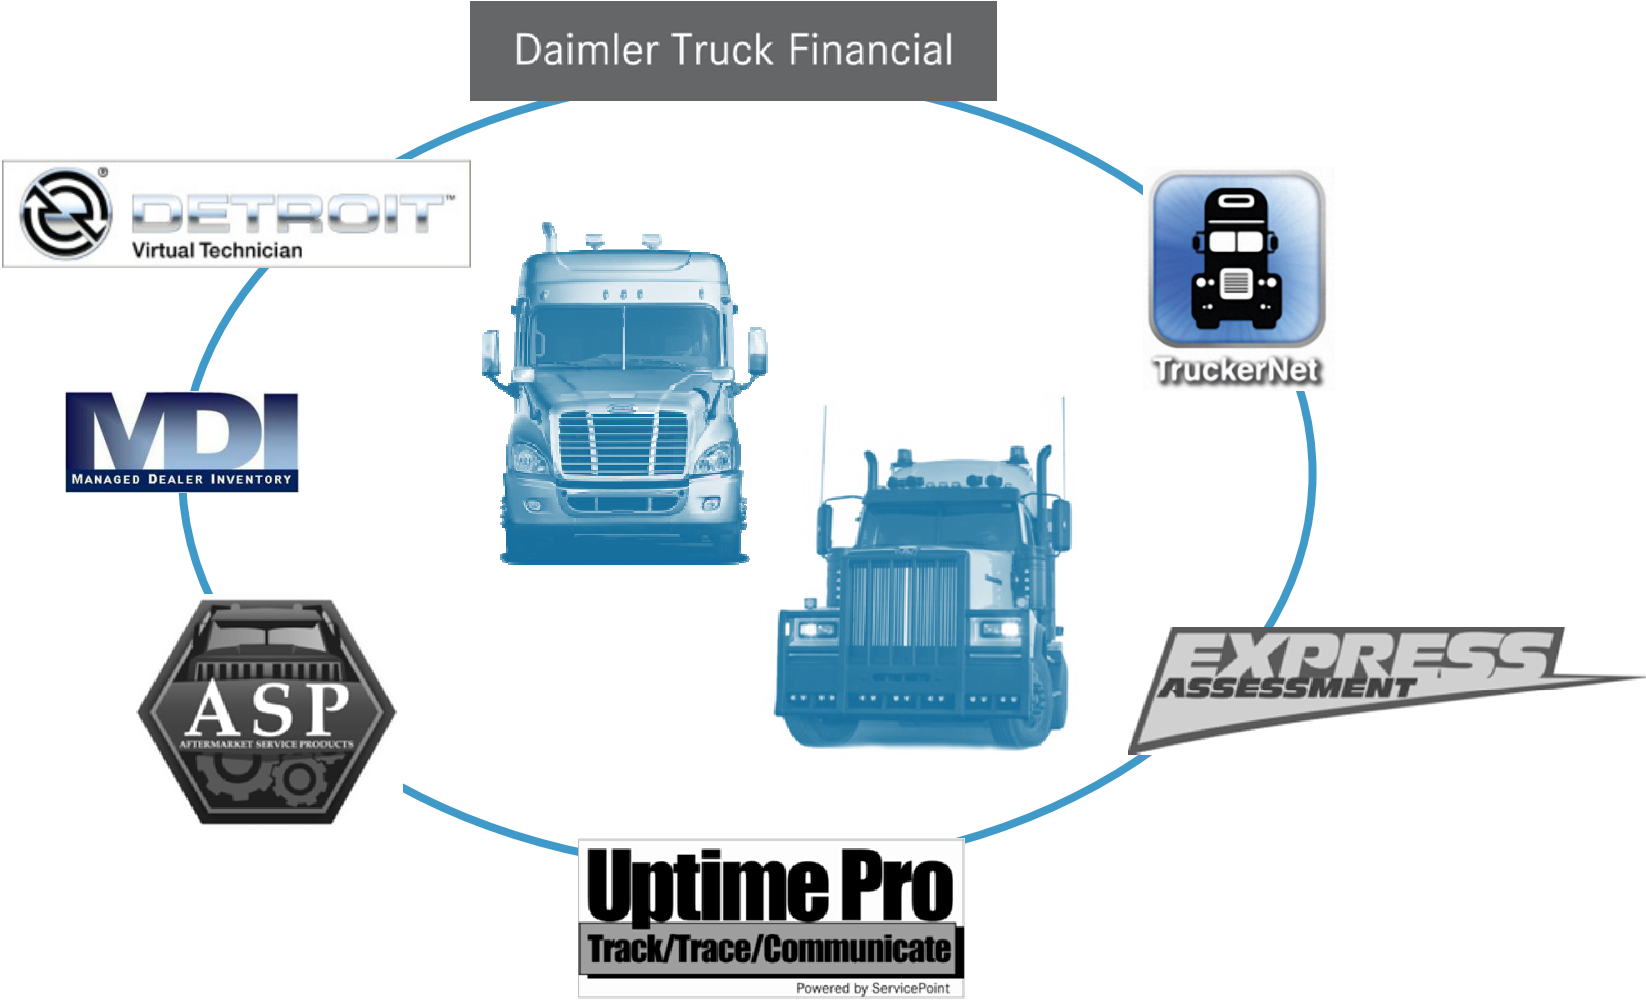 Daimler Truck Financial
®
DETROIT™
Virtual Technician
TruckerNet
MDI
MANAGED DEALER INVENTORY
ASP
AFTERMARKET SERVICE PRODUCTS
EXPRESS
ASSESSMENT
Uptime Pro
Track/Trace/Communicate
Powered by ServicePoint